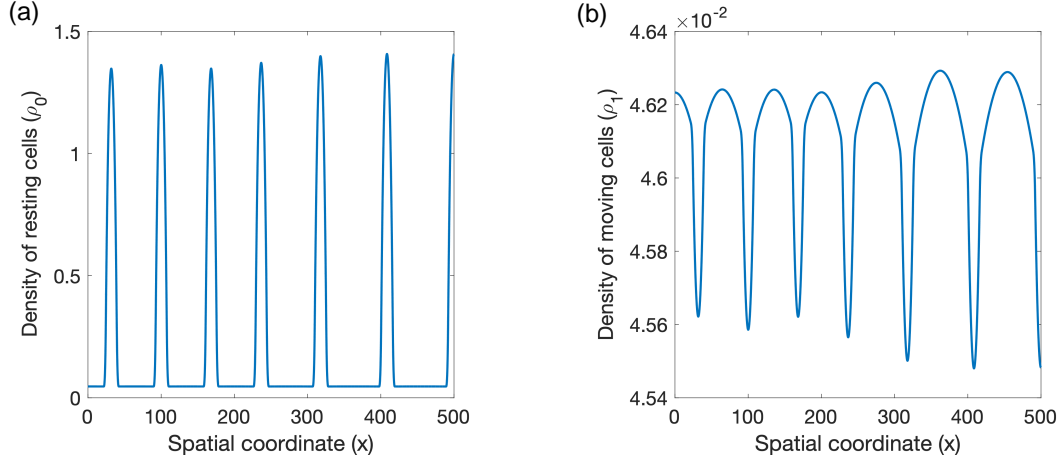 (a)
Density of resting cells (ρ0)
1.5
1
0.5
0
0 100 200 300 400 500
Spatial coordinate (x)
(b)
×10-2
Density of moving cells (ρ1)
4.64
4.62
4.6
4.58
4.56
4.54
0 100 200 300 400 500
Spatial coordinate (x)